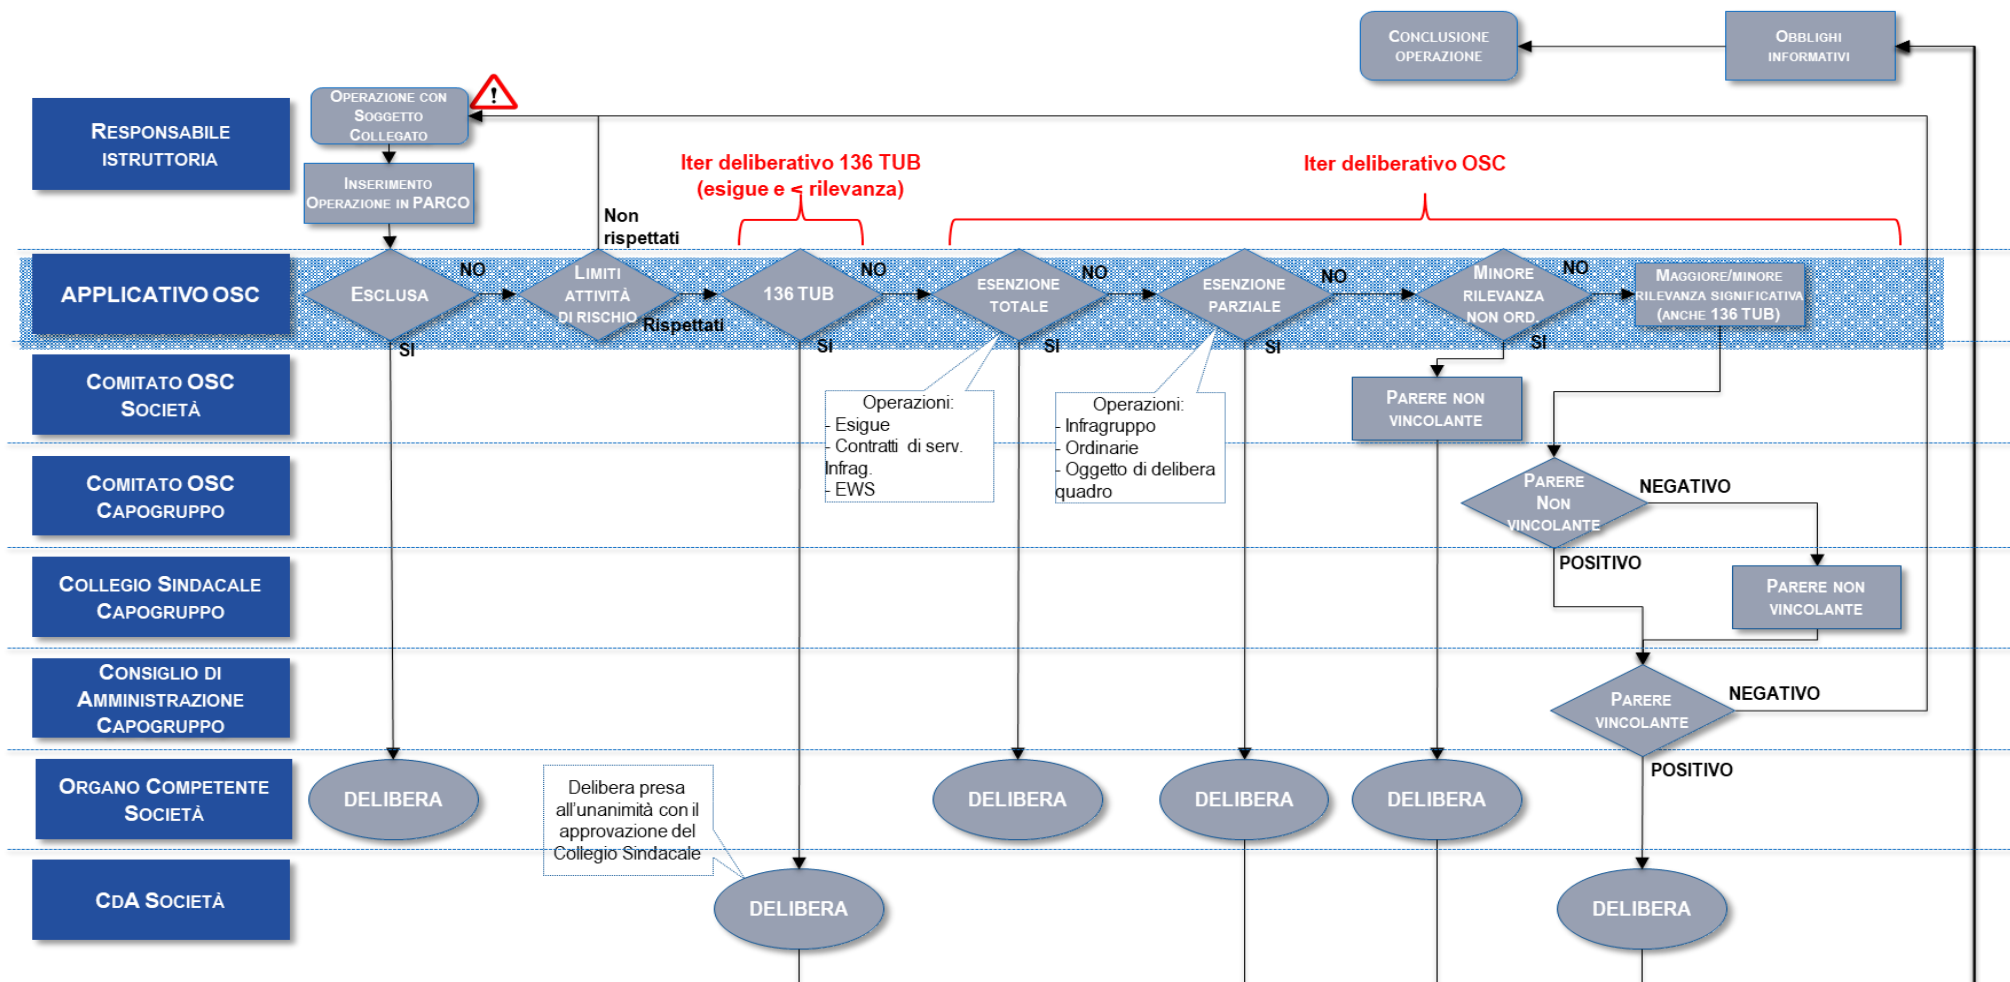 CONCLUSIONE
OPERAZIONE
OBBLIGHI
INFORMATIVI
RESPONSABILE
ISTRUTTORIA
OPERAZIONE CON
SOGGETTO
COLLEGATO
!
INSERIMENTO
OPERAZIONE IN PARCO
Non
rispettati
Iter deliberativo 136 TUB
(esigue e < rilevanza)
Iter deliberativo OSC
APPLICATIVO OSC
ESCLUSA
NO
SI
LIMITI
ATTIVITÀ
DI RISCHIO
Rispettati
136 TUB
NO
SI
ESENZIONE
TOTALE
NO
SI
ESENZIONE
PARZIALE
NO
SI
MINORE
RILEVANZA
NON ORD.
NO
SI
MAGGIORE/MINORE
RILEVANZA SIGNIFICATIVA
(ANCHE 136 TUB)
COMITATO OSC
SOCIETÀ
Operazioni:
- Esigue
- Contratti di serv.
Infrag.
- EWS
Operazioni:
- Infragruppo
- Ordinarie
- Oggetto di delibera
quadro
PARERE NON
VINCOLANTE
COMITATO OSC
CAPOGRUPPO
PARERE
NON
VINCOLANTE
NEGATIVO
POSITIVO
COLLEGIO SINDACALE
CAPOGRUPPO
PARERE NON
VINCOLANTE
CONSIGLIO DI
AMMINISTRAZIONE
CAPOGRUPPO
PARERE
VINCOLANTE
NEGATIVO
POSITIVO
ORGANO COMPETENTE
SOCIETÀ
DELIBERA
Delibera presa
all'unanimità con il
approvazione del
Collegio Sindacale
DELIBERA
DELIBERA
DELIBERA
CDA SOCIETÀ
DELIBERA
DELIBERA